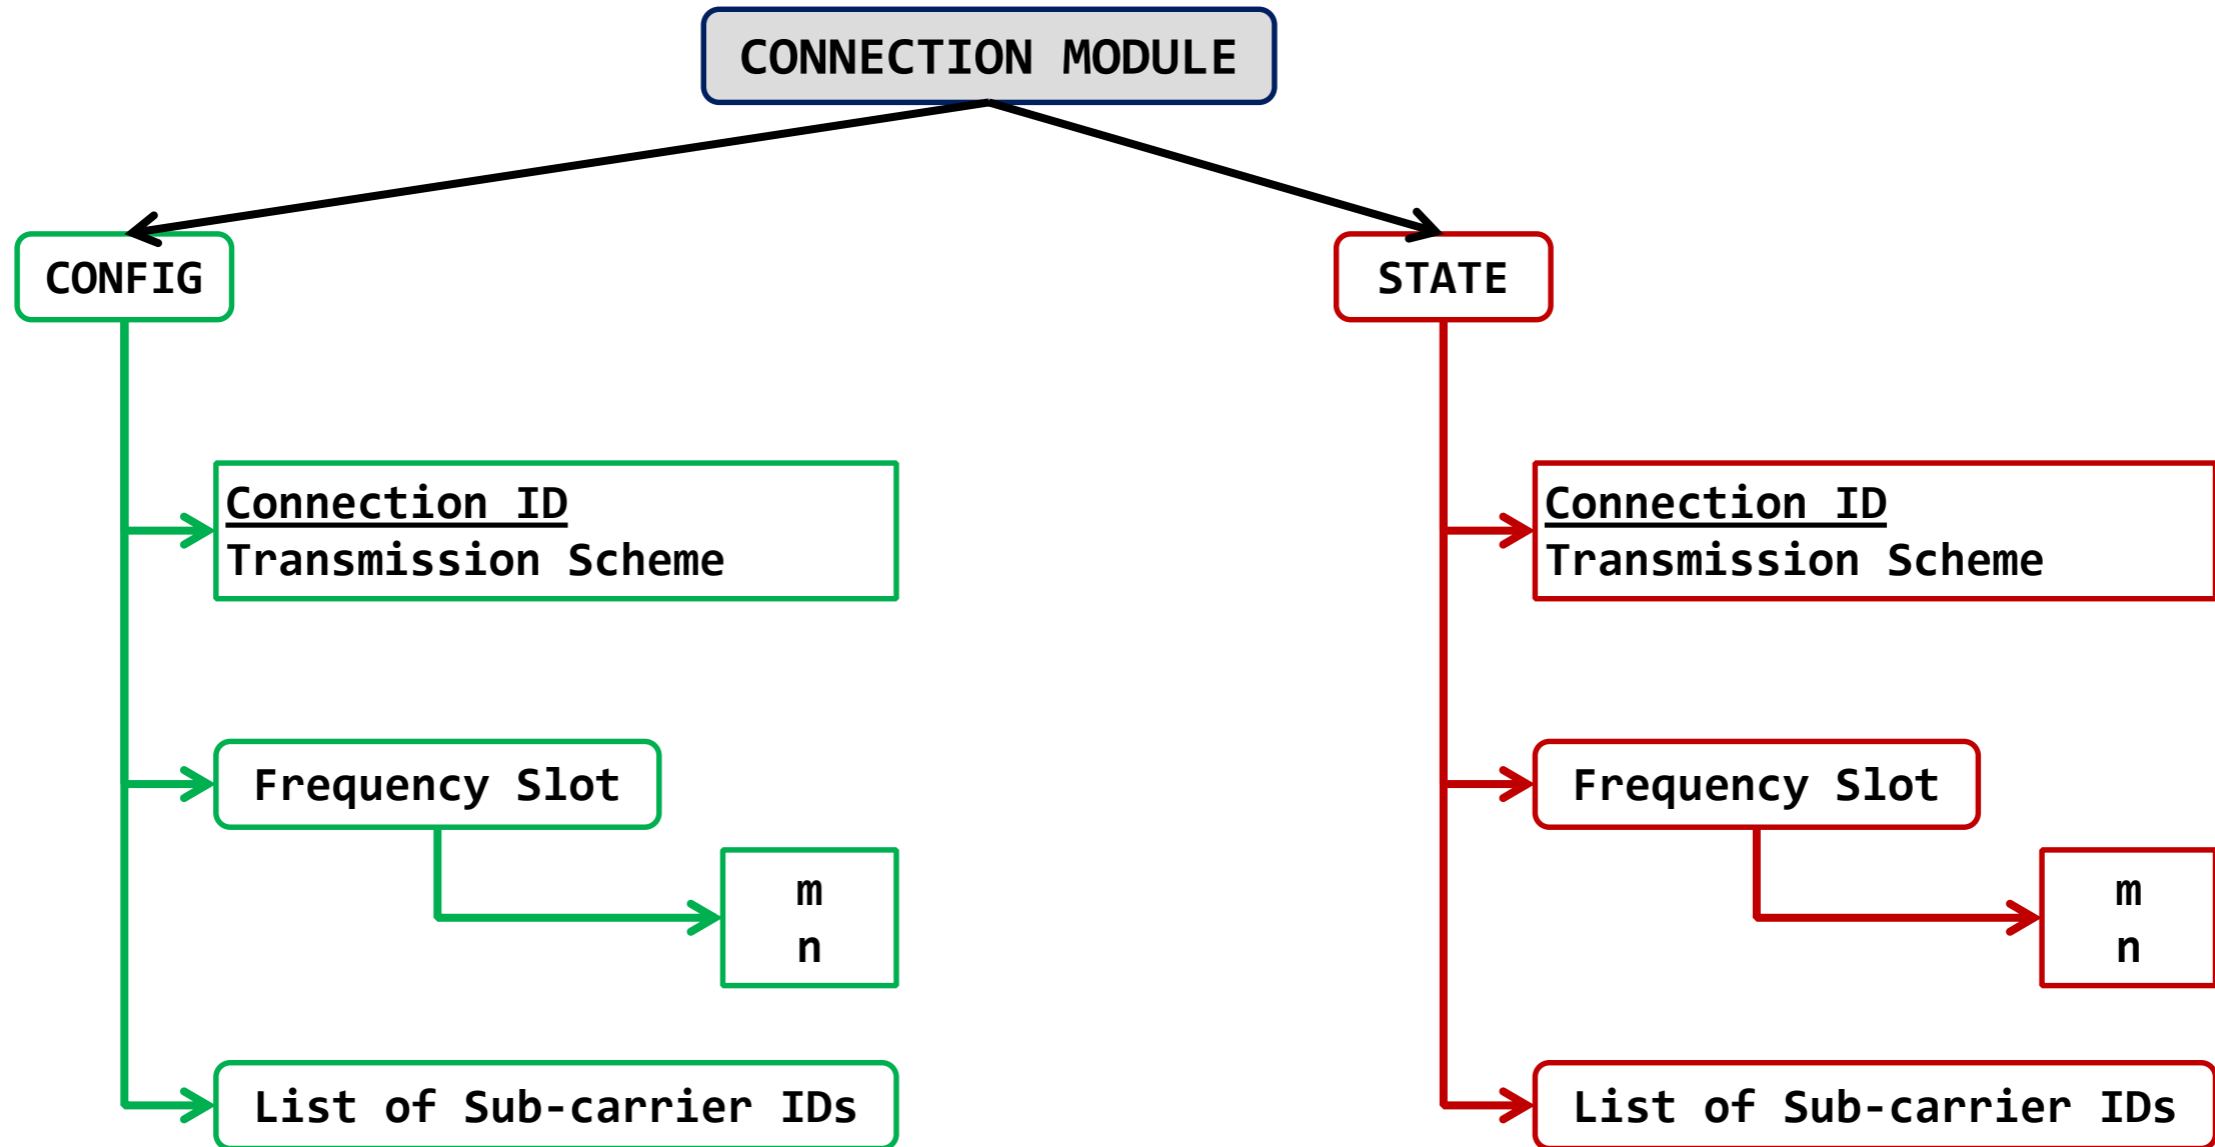 CONNECTION MODULE
CONFIG
STATE
Connection ID
Transmission Scheme
Connection ID
Transmission Scheme
Frequency Slot
Frequency Slot
m
n
m
n
List of Sub-carrier IDs
List of Sub-carrier IDs